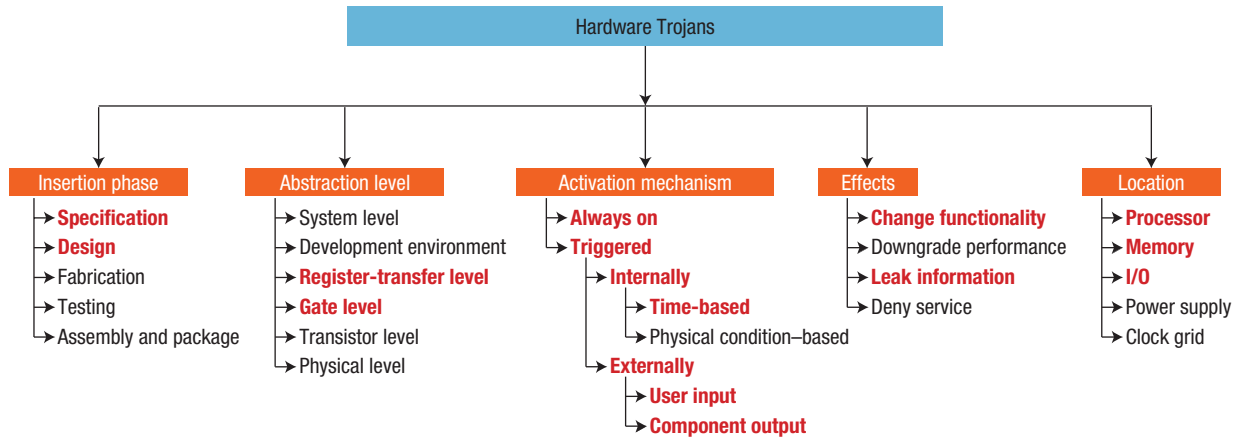 Hardware Trojans
Insertion phase
Specification
Design
Fabrication
Testing
Assembly and package
Abstraction level
System level
Development environment
Register-transfer level
Gate level
Transistor level
Physical level
Activation mechanism
Always on
Triggered
Internally
Time-based
Physical condition–based
Externally
User input
Component output
Effects
Change functionality
Downgrade performance
Leak information
Deny service
Location
Processor
Memory
I/O
Power supply
Clock grid